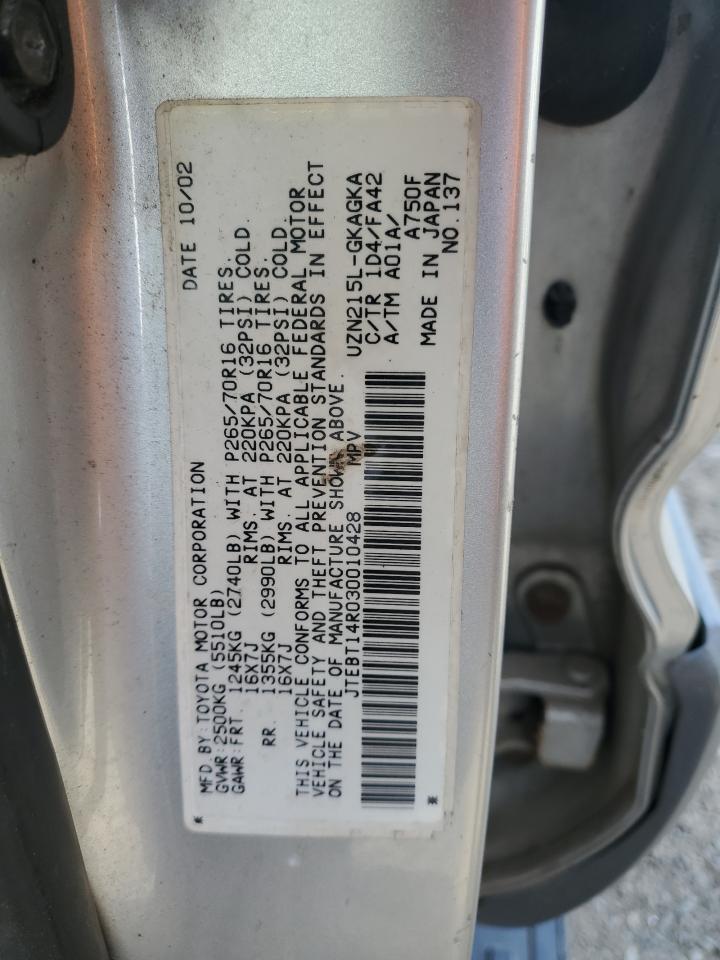 MFD. BY: TOYOTA MOTOR CORPORATION DATE 10/02
GVWR: 2500KG (5510LB)
GAWR: FRT. 1245KG (2740LB) WITH P265/70R16 TIRES.
16X7J RIMS. AT 220KPA (32PSI) COLD.
RR. 1355KG (2990LB) WITH P265/70R16 TIRES.
16X7J RIMS. AT 220KPA (32PSI) COLD.
THIS VEHICLE CONFORMS TO ALL APPLICABLE FEDERAL MOTOR
VEHICLE SAFETY AND THEFT PREVENTION STANDARDS IN EFFECT
ON THE DATE OF MANUFACTURE SHOWN ABOVE.
JTEBT14R030010428 MPV UZN215L-GKAGKA
C/TR 1D4/FA42
A/TM A01A/
A750F
MADE IN JAPAN
NO.137